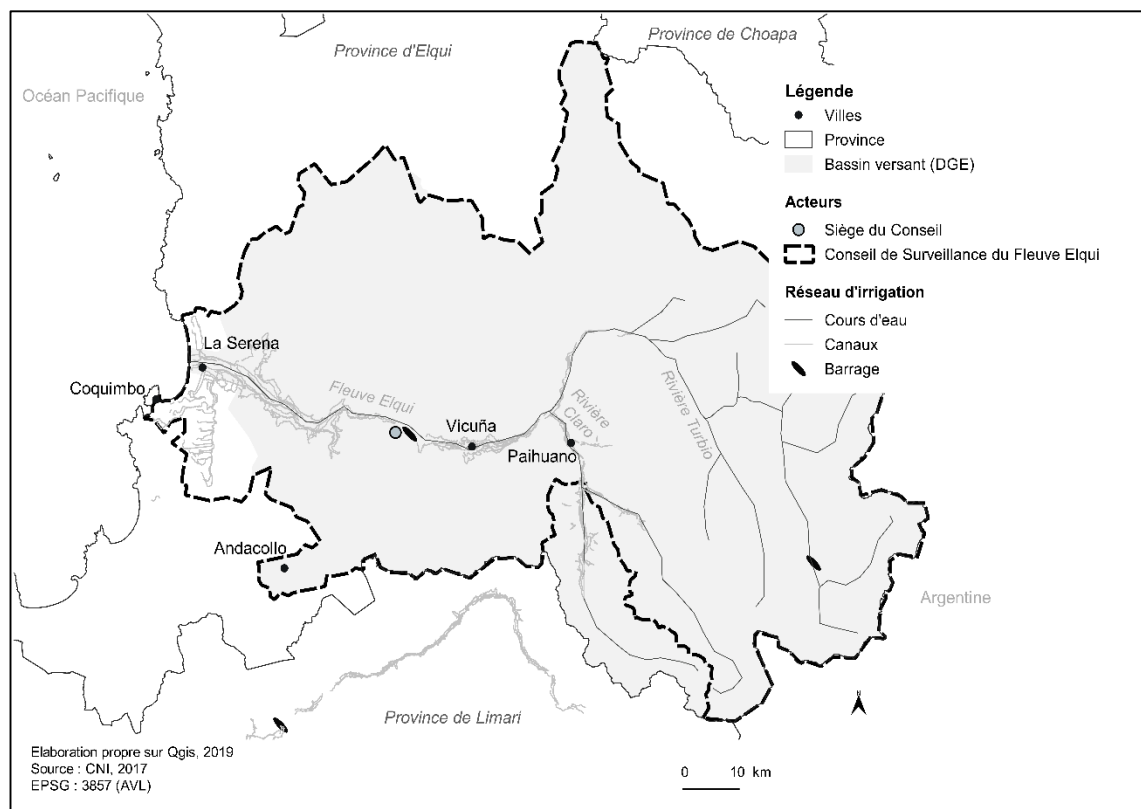 Province d'Elqui
Province de Choapa
Océan Pacifique
Légende
Villes
Province
Bassin versant (DGE)
Acteurs
Siège du Conseil
Conseil de Surveillance du Fleuve Elqui
Réseau d'irrigation
Cours d'eau
Canaux
Barrage
La Serena
Coquimbo
Fleuve Elqui
Vicuña
Rivière
Claro
Rivière Turbio
Paihuano
Andacollo
Argentine
Province de Limarí
N
Elaboration propre sur Qgis, 2019
Source : CNI, 2017
EPSG : 3857 (AVL)
0 10 km